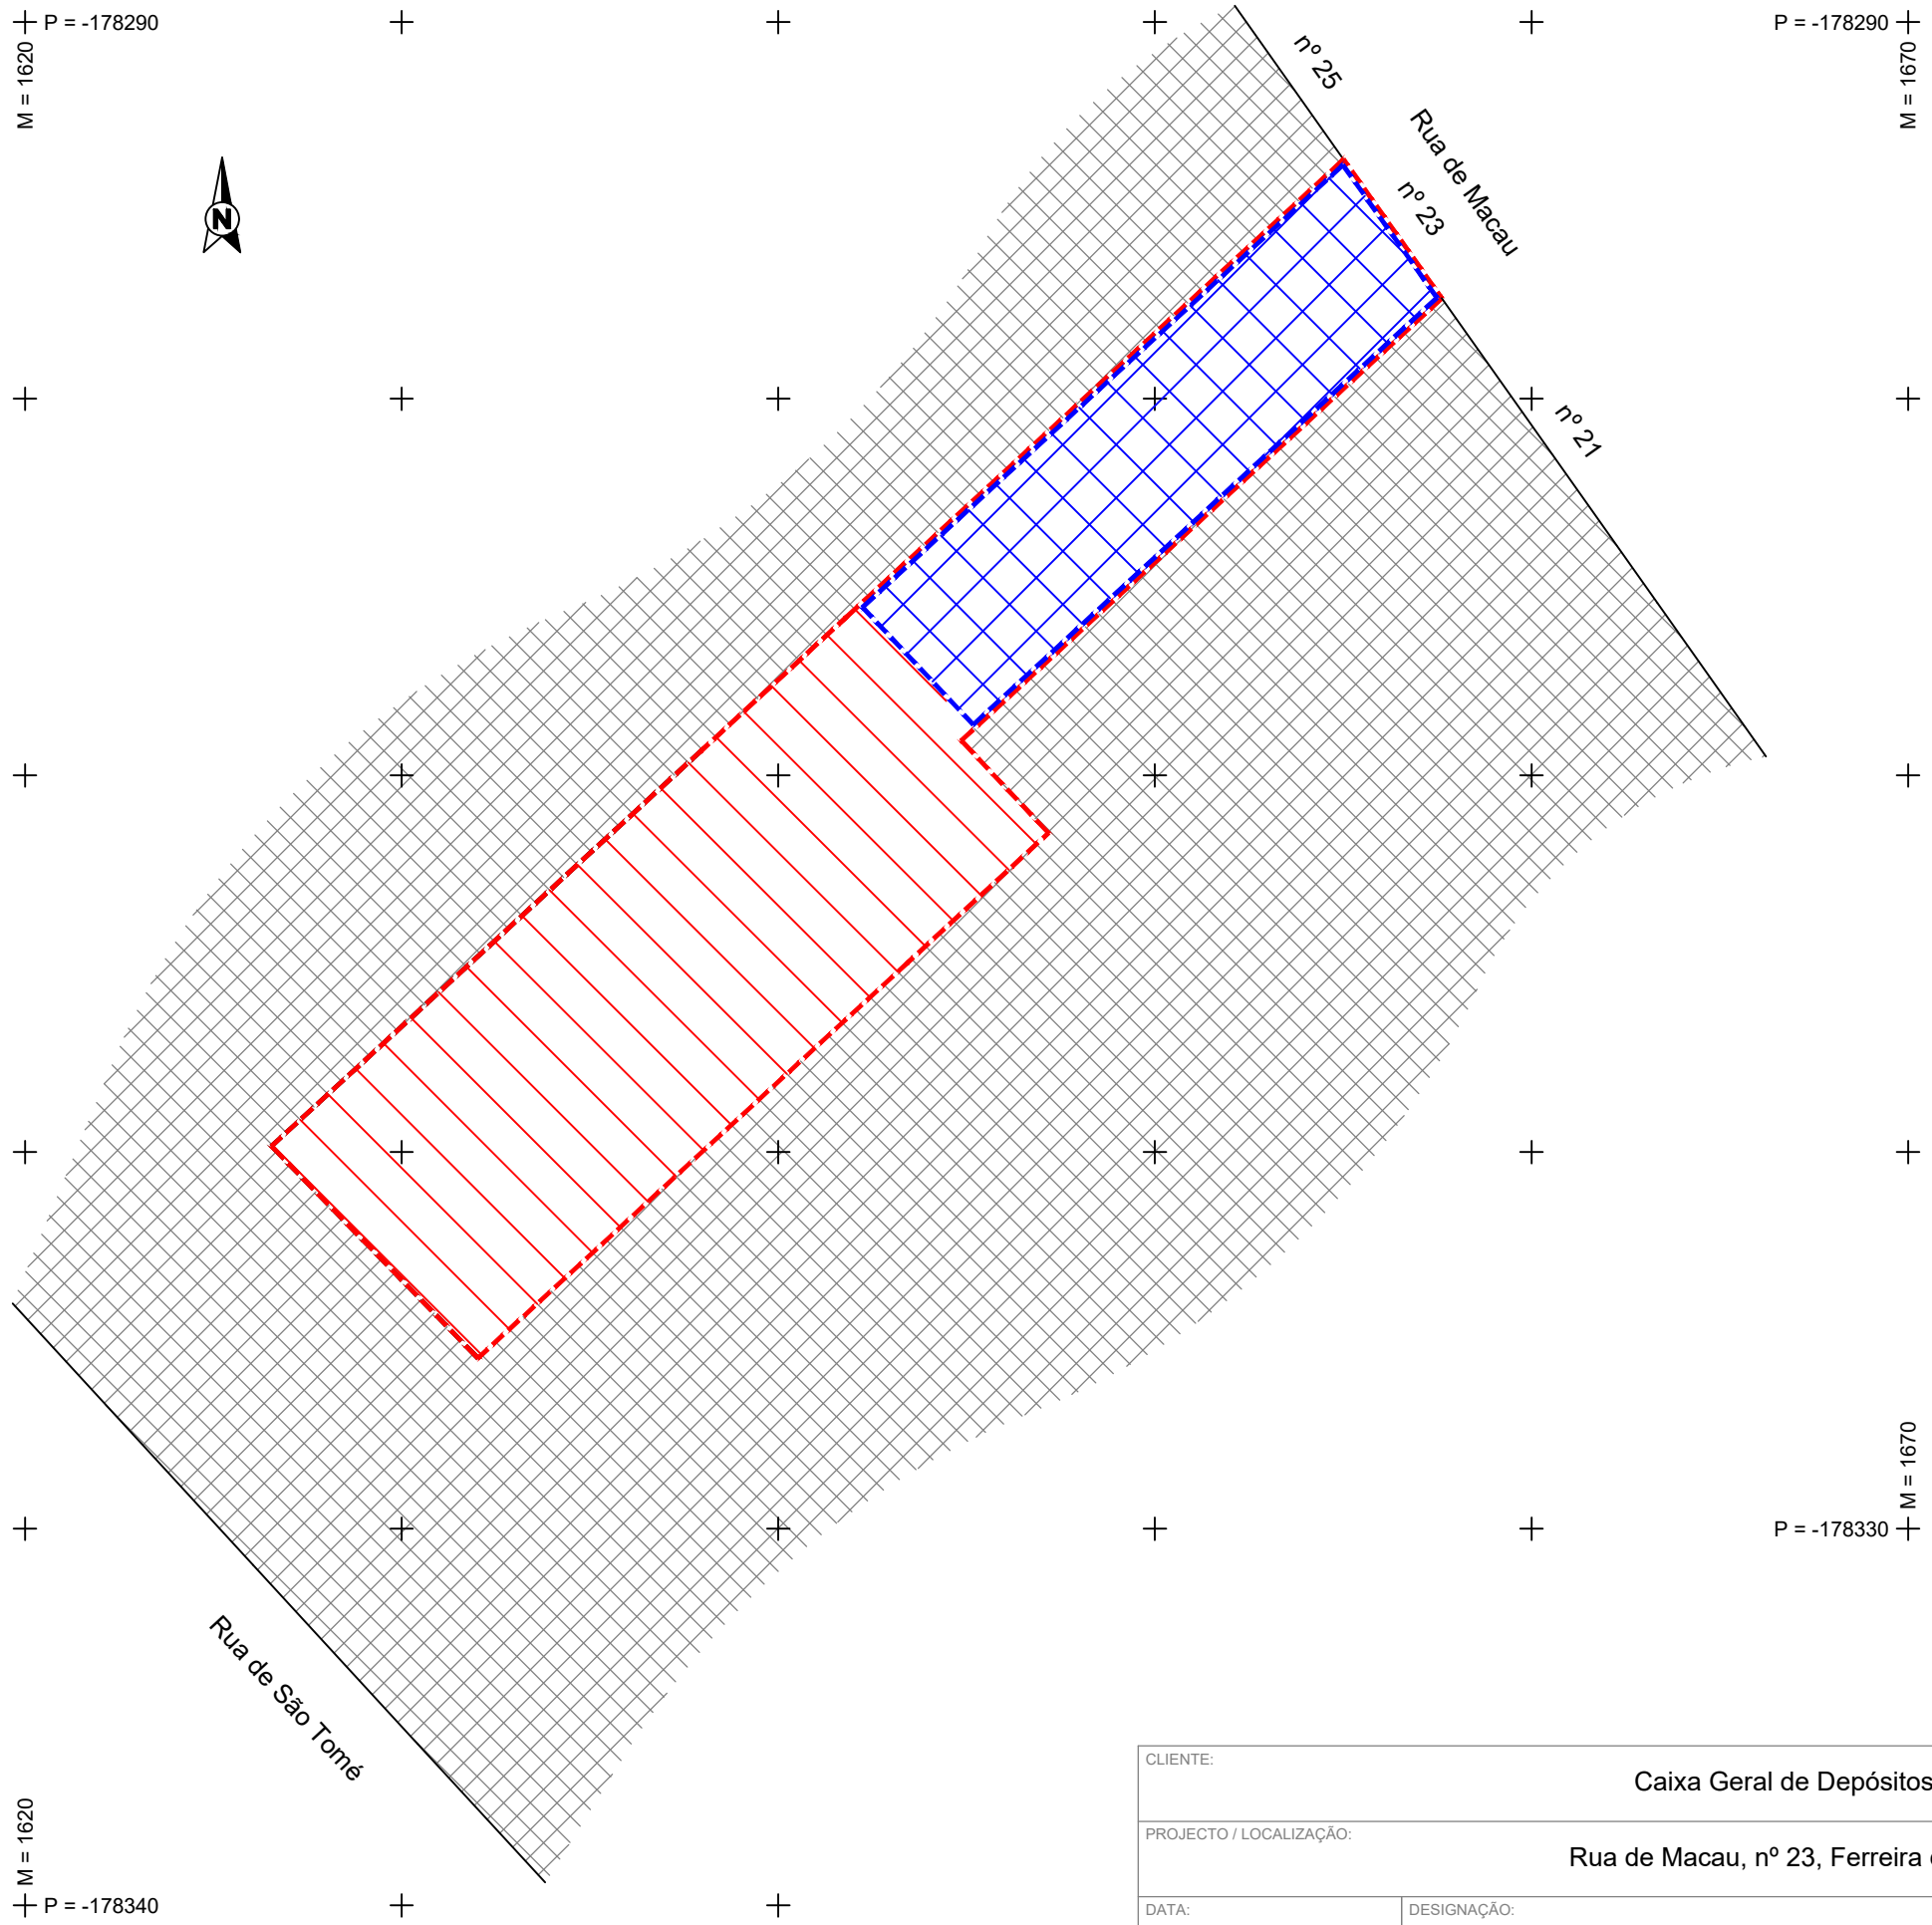 P = -178290
P = -178290
M = 1620
M = 1670
nº 25
Rua de Macau
nº 23
N
nº 21
M = 1670
P = -178330
Rua de São Tomé
M = 1620
P = -178340
CLIENTE:
Caixa Geral de Depósitos
PROJECTO / LOCALIZAÇÃO:
Rua de Macau, nº 23, Ferreira
DATA:
DESIGNAÇÃO: